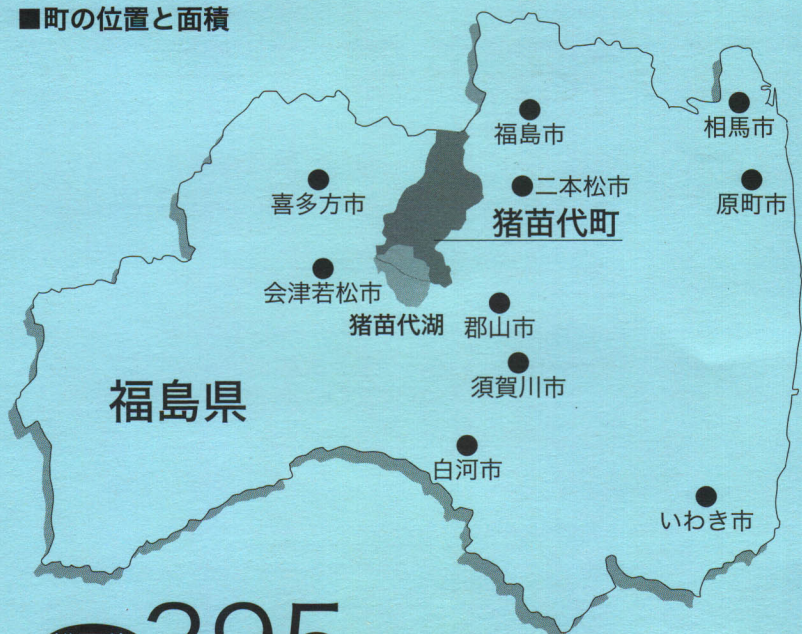 ■町の位置と面積
福島市
相馬市
喜多方市
二本松市
原町市
猪苗代町
会津若松市
猪苗代湖
郡山市
須賀川市
福島県
白河市
いわき市
395